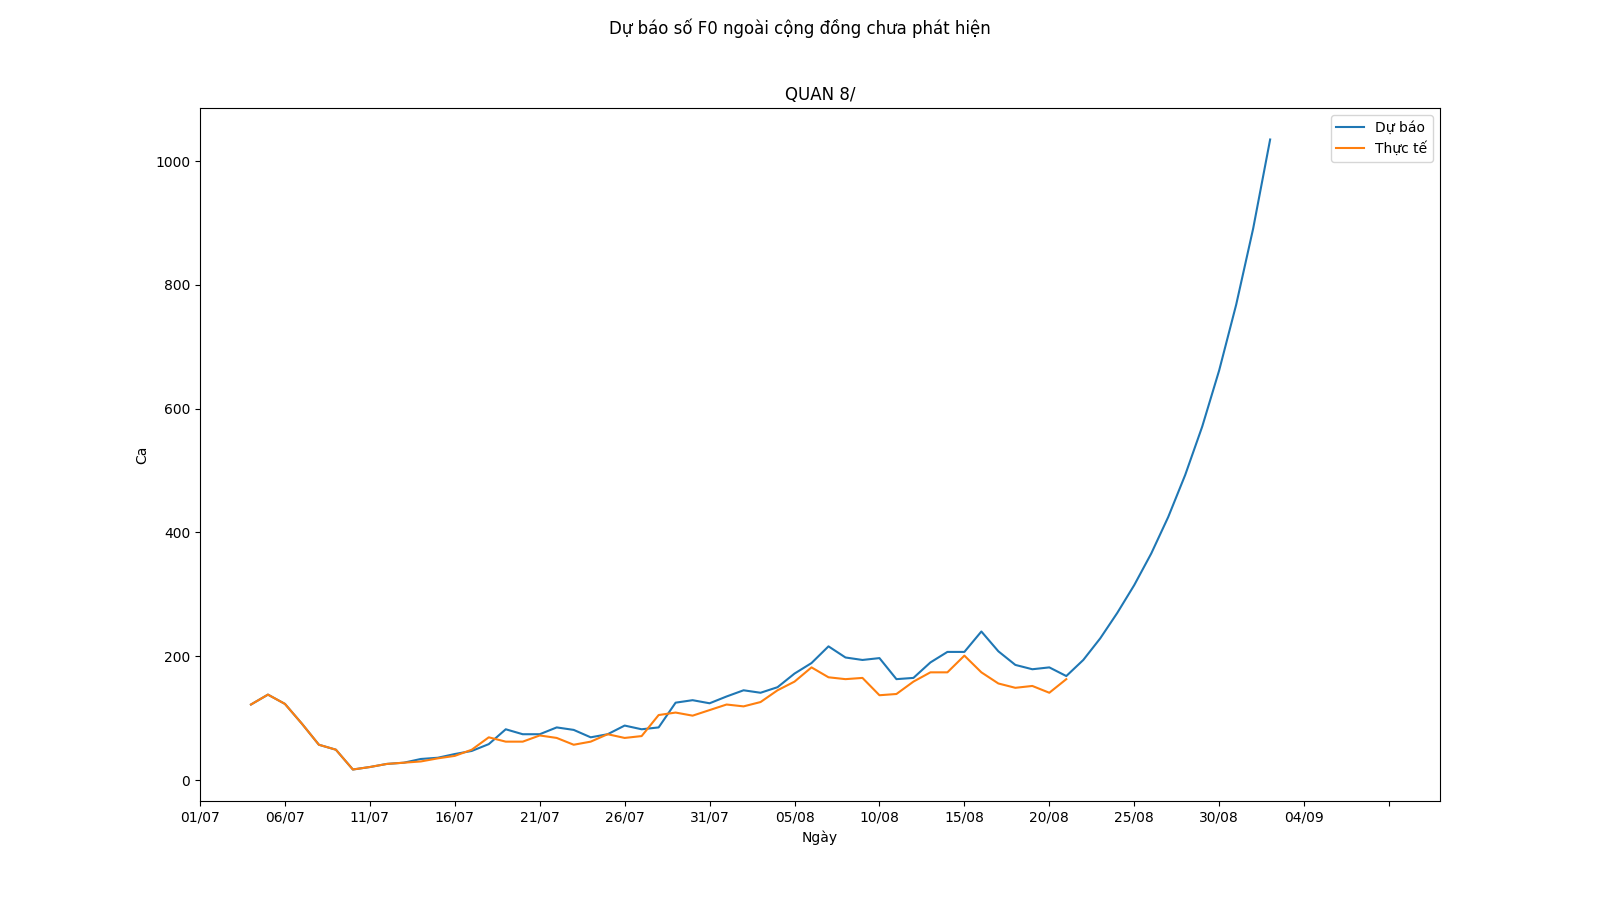 Dự báo số F0 ngoài cộng đồng chưa phát hiện
QUAN 8/
Dự báo
Thực tế
1000
800
600
400
200
0
Ca
01/07 06/07 11/07 16/07 21/07 26/07 31/07 05/08 10/08 15/08 20/08 25/08 30/08 04/09
Ngày